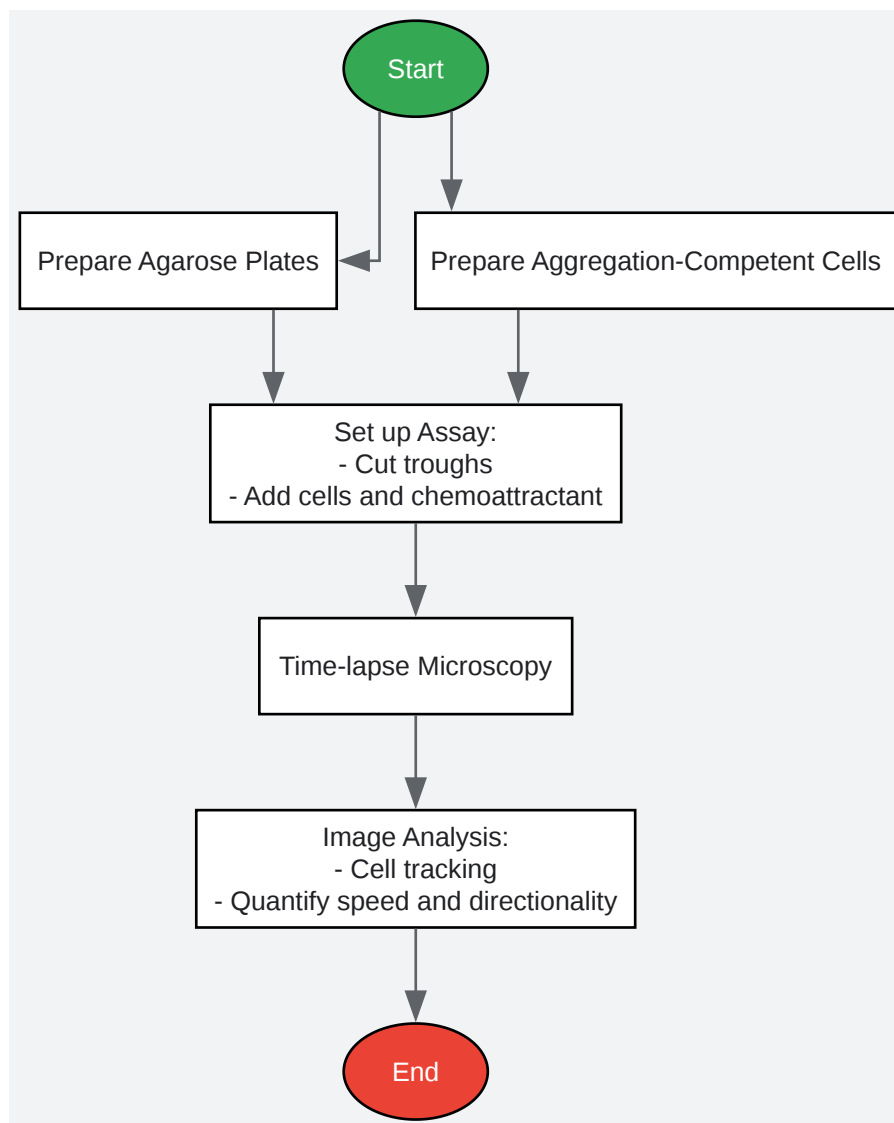 Start
Prepare Agarose Plates
Prepare Aggregation-Competent Cells
Set up Assay:
- Cut troughs
- Add cells and chemoattractant
Time-lapse Microscopy
Image Analysis:
- Cell tracking
- Quantify speed and directionality
End